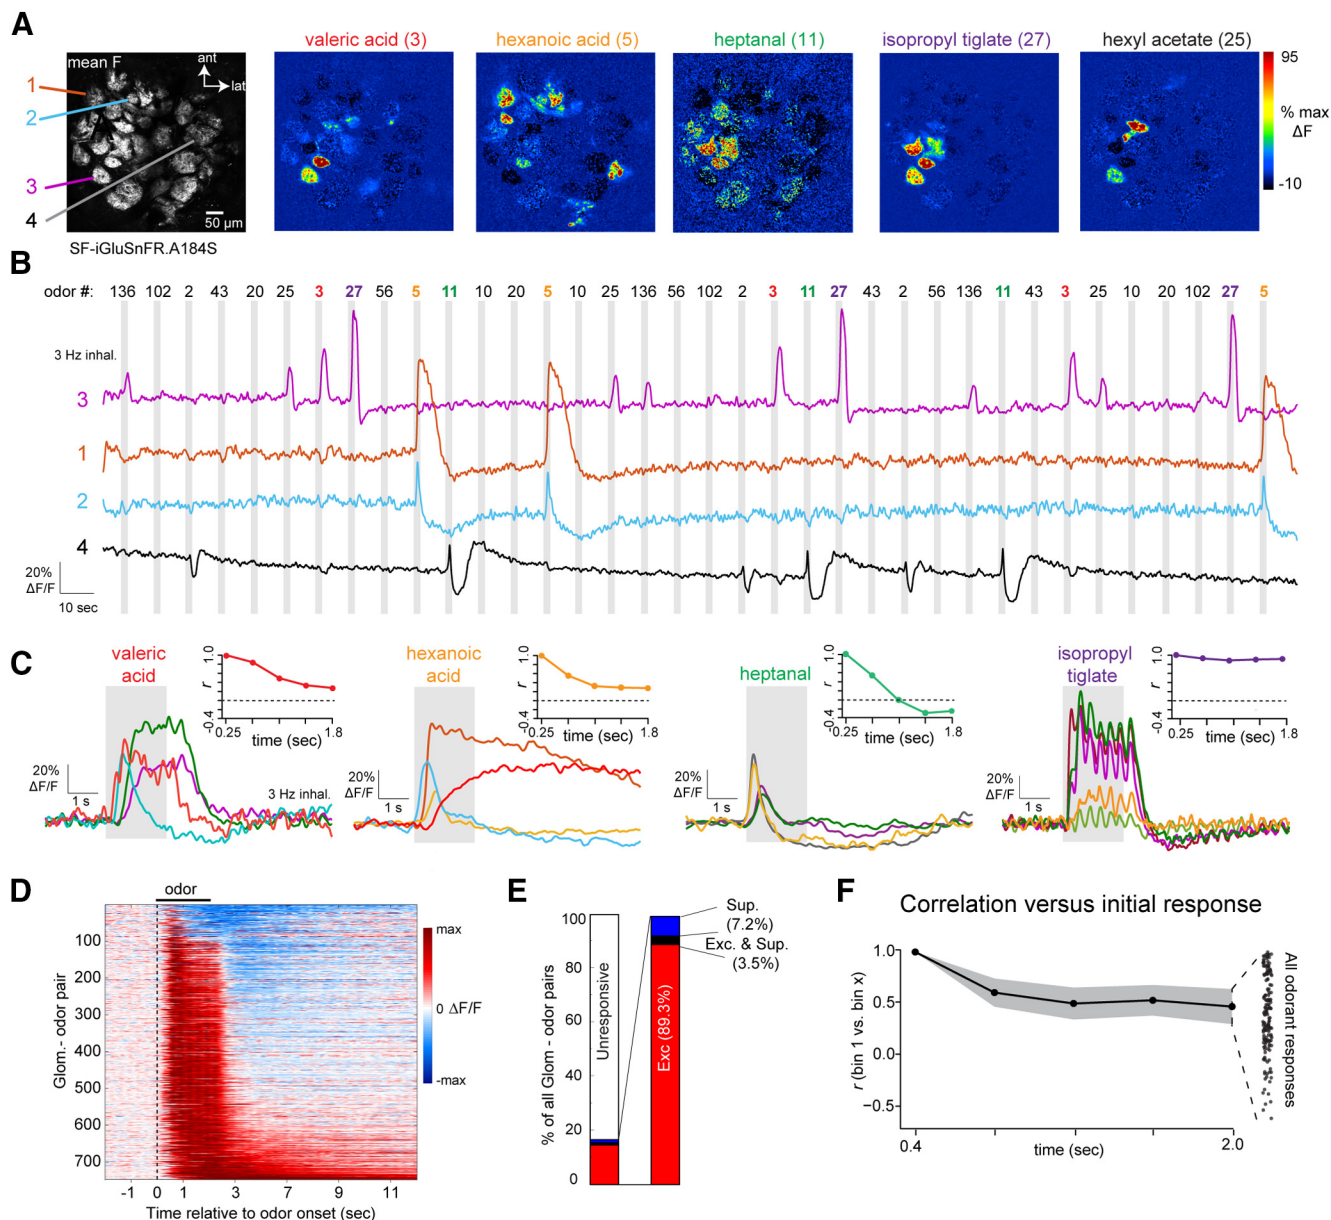 A
valeric acid (3)
hexanoic acid (5)
heptanal (11)
isopropyl tiglate (27)
hexyl acetate (25)
mean F
ant
lat
1
2
3
4
50 µm
SF-iGluSnFR.A184S
95
% max
ΔF
-10
B
odor #: 136 102 2 43 20 25 3 27 56 5 11 10 20 5 10 25 136 56 102 2 3 11 27 43 2 56 136 11 43 3 25 10 20 102 27 5
3 Hz inhal.
3
1
2
4
20%
ΔF/F
10 sec
C
valeric
acid
1.0
r
-0.4
0.25 1.8
time (sec)
20%
ΔF/F
1 s
3 Hz inhal.
hexanoic
acid
1.0
r
-0.4
0.25 1.8
time (sec)
20%
ΔF/F
1 s
heptanal
1.0
r
-0.4
-0.25 1.8
time (sec)
20%
ΔF/F
1 s
isopropyl
tiglate
1.0
r
-0.4
0.25 1.8
time (sec)
20%
ΔF/F
1 s
D
odor
Glom.- odor pair
100
200
300
400
500
600
700
-1 0 1 3 7 9 11
Time relative to odor onset (sec)
max
0 ΔF/F
-max
E
% of all Glom - odor pairs
100
80
60
40
20
0
Unresponsive
Exc (89.3%)
Sup.
(7.2%)
Exc. & Sup.
(3.5%)
F
Correlation versus initial response
r (bin 1 vs. bin x)
1.0
0.5
0.0
−0.5
0.4 2.0
time (sec)
All odorant responses